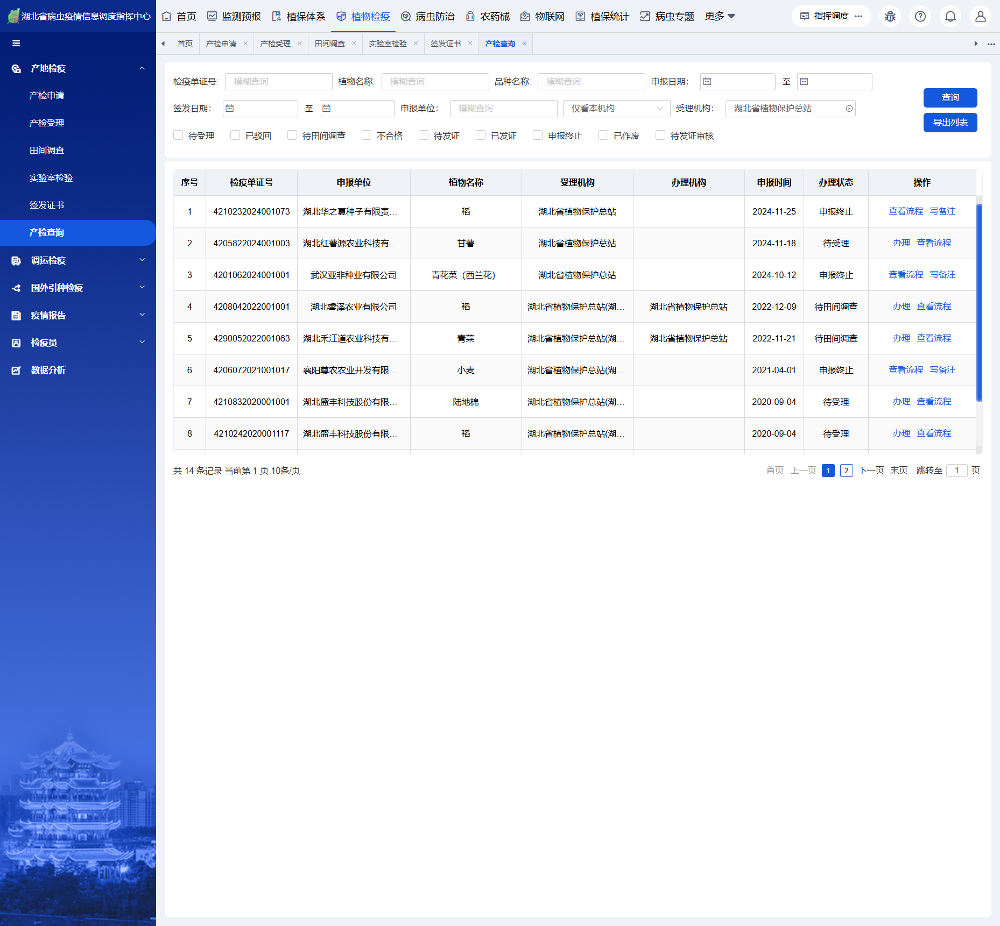 湖北省病虫疫情信息调度指挥中心
首页 监测预报 植保体系 植物检疫 病虫防治 农药械 物联网 植保统计 病虫专题 更多
指挥调度 ···
首页 产检申请 × 产检受理 × 田间调查 × 实验室检验 × 签发证书 × 产检查询 ×
产地检疫
产检申请
产检受理
田间调查
实验室检验
签发证书
产检查询
调运检疫
国外引种检疫
疫情报告
检疫员
数据分析
检疫单证号: 模糊查询 植物名称: 模糊查询 品种名称: 模糊查询 申报日期： 至
签发日期： 至 申报单位： 模糊查询 仅看本机构 受理机构： 湖北省植物保护总站
查询
导出列表
待受理 已驳回 待田间调查 不合格 待发证 已发证 申报终止 已作废 待发证审核
序号 检疫单证号 申报单位 植物名称 受理机构 办理机构 申报时间 办理状态 操作
1 4210232024001073 湖北华之夏种子有限责... 稻 湖北省植物保护总站 2024-11-25 申报终止 查看流程 写备注
2 4205822024001003 湖北红薯源农业科技有... 甘薯 湖北省植物保护总站 2024-11-18 待受理 办理 查看流程
3 4201062024001001 武汉亚非种业有限公司 青花菜（西兰花） 湖北省植物保护总站 2024-10-12 申报终止 查看流程 写备注
4 4208042022001001 湖北睿泽农业有限公司 稻 湖北省植物保护总站(湖... 湖北省植物保护总站 2022-12-09 待田间调查 办理 查看流程
5 4290052022001063 湖北禾江道农业科技有... 青菜 湖北省植物保护总站(湖... 湖北省植物保护总站 2022-11-21 待田间调查 办理 查看流程
6 4206072021001017 襄阳尊农农业开发有限... 小麦 湖北省植物保护总站(湖... 2021-04-01 申报终止 查看流程 写备注
7 4210832020001001 湖北盛丰科技股份有限... 陆地棉 湖北省植物保护总站(湖... 2020-09-04 待受理 办理 查看流程
8 4210242020001117 湖北盛丰科技股份有限... 稻 湖北省植物保护总站(湖... 2020-09-04 待受理 办理 查看流程
共 14 条记录 当前第 1 页 10条/页
首页 上一页 1 2 下一页 末页 跳转至 1 页